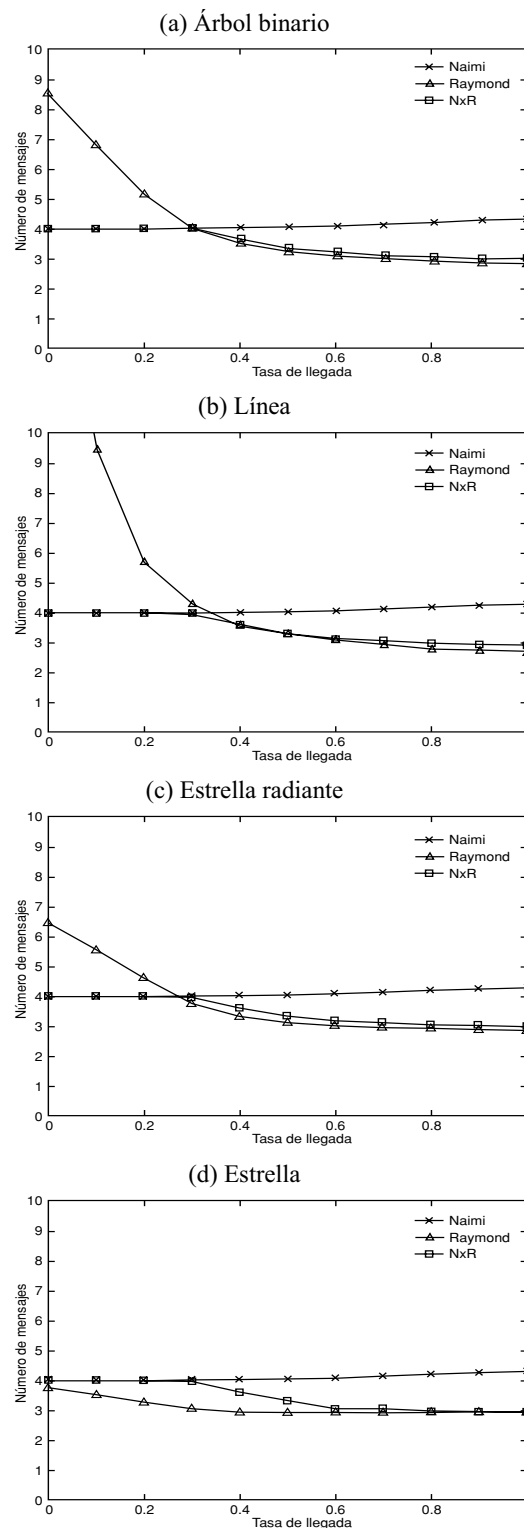 (a) Árbol binario
10
9
8
7
6
5
4
3
2
1
0
Número de mensajes
Naimi
Raymond
NxR
0 0.2 0.4 0.6 0.8
Tasa de llegada
(b) Línea
10
9
8
7
6
5
4
3
2
1
0
Número de mensajes
Naimi
Raymond
NxR
0 0.2 0.4 0.6 0.8
Tasa de llegada
(c) Estrella radiante
10
9
8
7
6
5
4
3
2
1
0
Número de mensajes
Naimi
Raymond
NxR
0 0.2 0.4 0.6 0.8
Tasa de llegada
(d) Estrella
10
9
8
7
6
5
4
3
2
1
0
Número de mensajes
Naimi
Raymond
NxR
0 0.2 0.4 0.6 0.8
Tasa de llegada